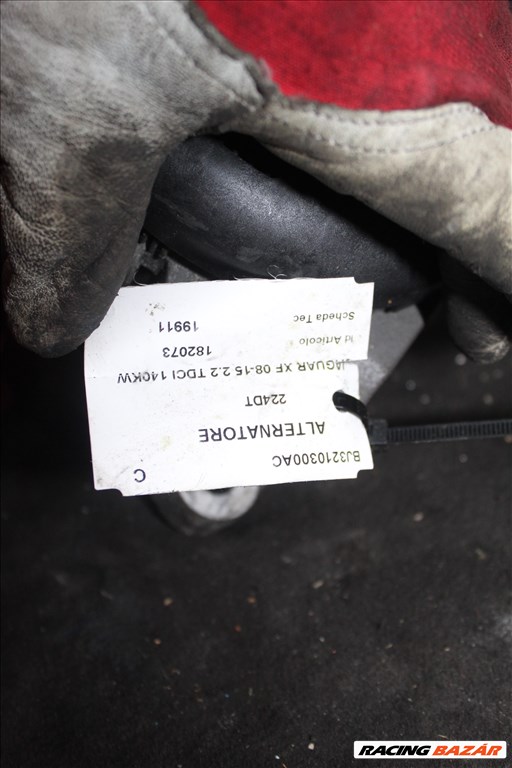 BJ3210300AC C
ALTERNATORE
224DT
JAGUAR XF 08-15 2.2 TDCI 140KW
Id Articolo 182073
Scheda Tec 19911
RACING BAZÁR